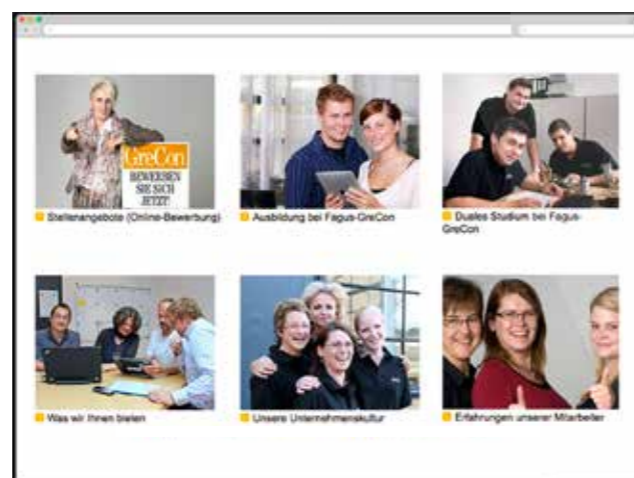 GreCon
BEWERBEN
SIE SICH
JETZT!
Stellenangebote (Online-Bewerbung)
Ausbildung bei Fagus-GreCon
Duales Studium bei Fagus-
GreCon
Was wir Ihnen bieten
Unsere Unternehmenskultur
Erfahrungen unserer Mitarbeiter